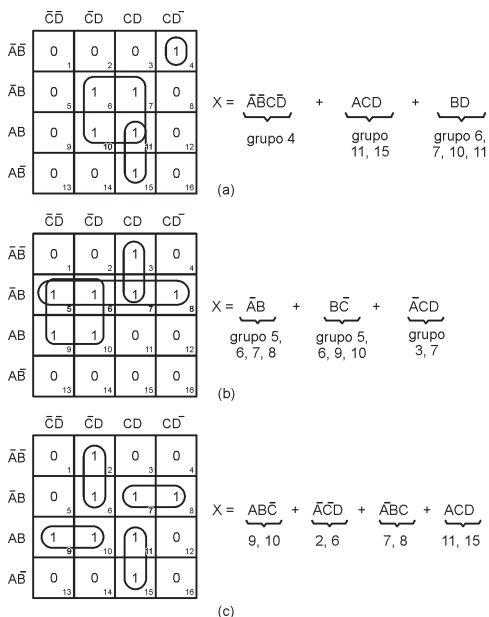 C̄D̄ C̄D CD CD̄
ĀB̄ 0 1 0 2 0 3 1 4
ĀB 0 5 1 6 1 7 0 8
AB 0 9 1 10 1 11 0 12
AB̄ 0 13 0 14 1 15 0 16
X = ĀB̄CD̄ + ACD + BD
grupo 4 grupo 11, 15 grupo 6, 7, 10, 11
(a)
C̄D̄ C̄D CD CD̄
ĀB̄ 0 1 0 2 1 3 0 4
ĀB 1 5 1 6 1 7 1 8
AB 1 9 1 10 0 11 0 12
AB̄ 0 13 0 14 0 15 0 16
X = ĀB + BC̄ + ĀCD
grupo 5, 6, 7, 8 grupo 5, 6, 9, 10 grupo 3, 7
(b)
C̄D̄ C̄D CD CD̄
ĀB̄ 0 1 1 2 0 3 0 4
ĀB 0 5 1 6 1 7 1 8
AB 1 9 1 10 1 11 0 12
AB̄ 0 13 0 14 1 15 0 16
X = ABC̄ + ĀC̄D + ĀBC + ACD
9, 10 2, 6 7, 8 11, 15
(c)